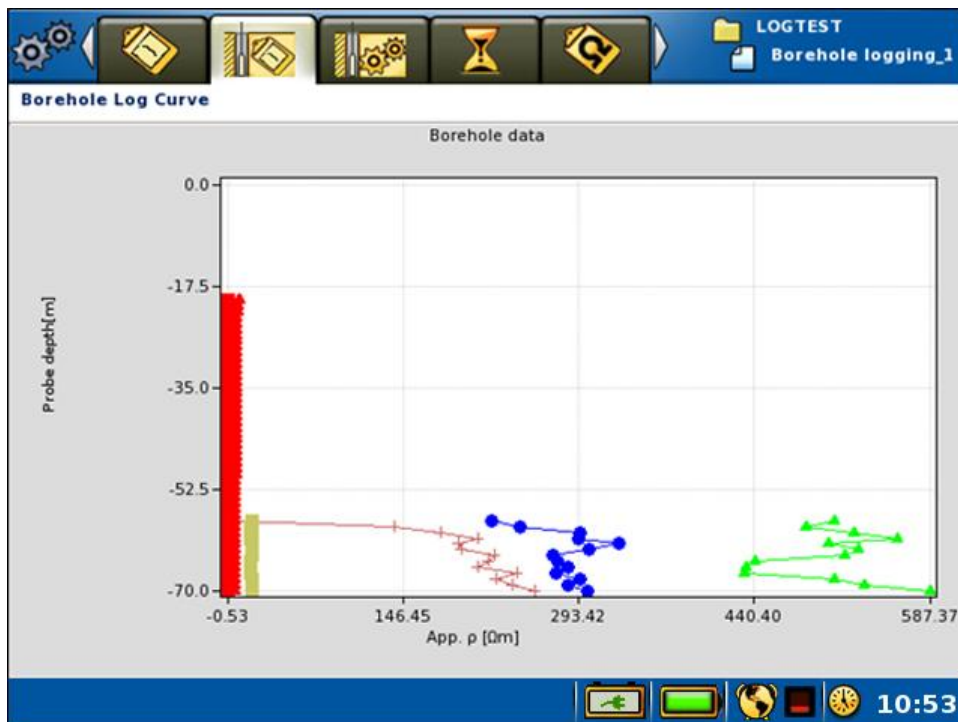 LOGTEST
Borehole logging_1
Borehole Log Curve
Borehole data
0.0
-17.5
-35.0
-52.5
-70.0
Probe depth[m]
-0.53 146.45 293.42 440.40 587.37
App. ρ [Ωm]
10:53